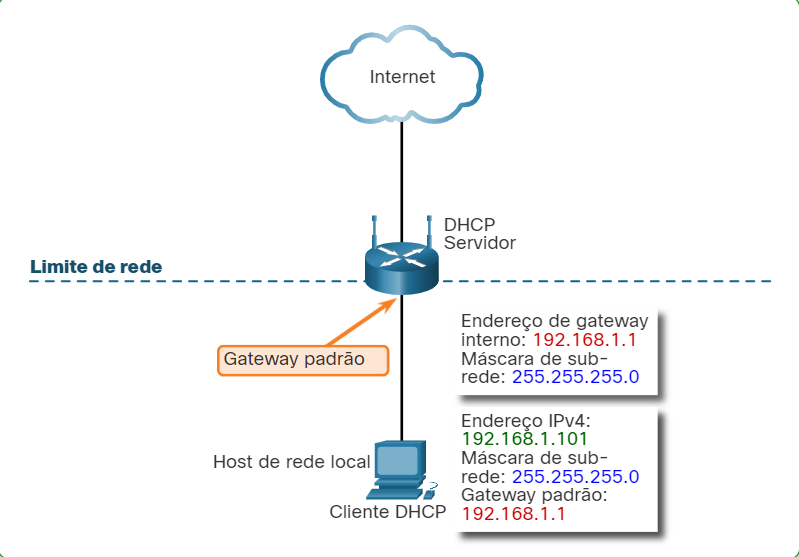 Internet
DHCP
Servidor
Limite de rede
Gateway padrão
Endereço de gateway
interno: 192.168.1.1
Máscara de sub-
rede: 255.255.255.0
Endereço IPv4:
192.168.1.101
Máscara de sub-
rede: 255.255.255.0
Gateway padrão:
192.168.1.1
Host de rede local
Cliente DHCP